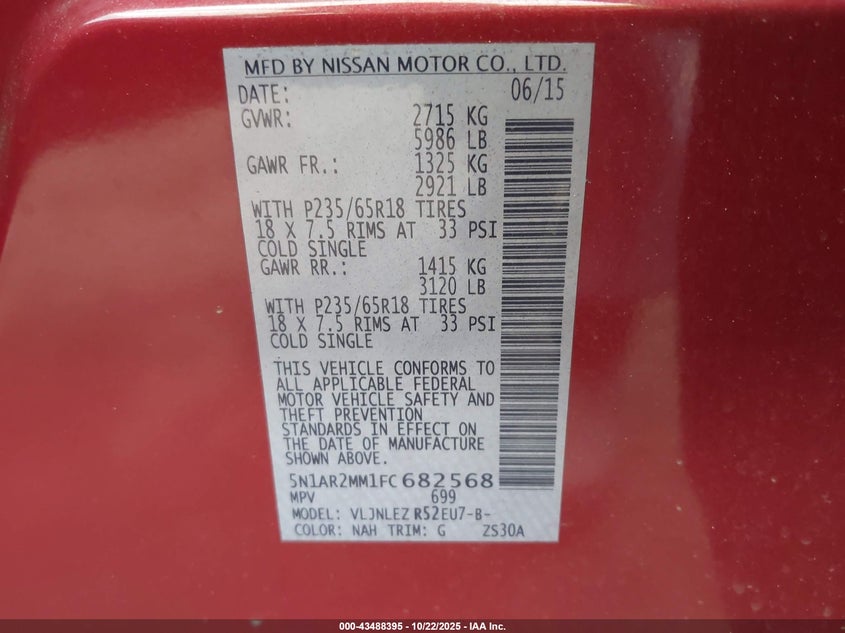 MFD BY NISSAN MOTOR CO., LTD.
DATE: 06/15
GVWR: 2715 KG
5986 LB
GAWR FR.: 1325 KG
2921 LB
WITH P235/65R18 TIRES
18 X 7.5 RIMS AT 33 PSI
COLD SINGLE
GAWR RR.: 1415 KG
3120 LB
WITH P235/65R18 TIRES
18 X 7.5 RIMS AT 33 PSI
COLD SINGLE
THIS VEHICLE CONFORMS TO
ALL APPLICABLE FEDERAL
MOTOR VEHICLE SAFETY AND
THEFT PREVENTION
STANDARDS IN EFFECT ON
THE DATE OF MANUFACTURE
SHOWN ABOVE.
5N1AR2MM1FC682568
MPV 699
MODEL: VLJNLEZ R52EU7-B-
COLOR: NAH TRIM: G ZS30A
000-43488395 - 10/22/2025 - IAA Inc.